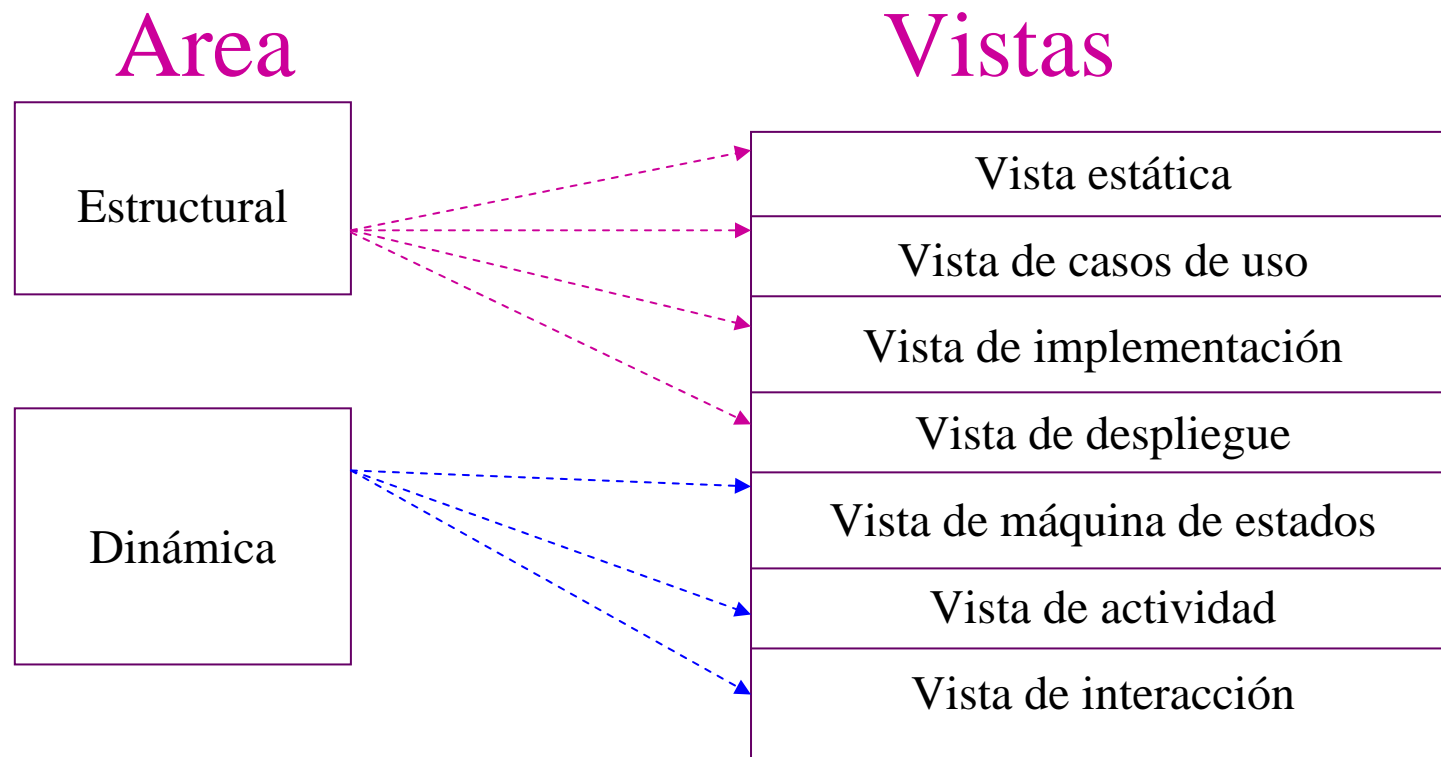 Area
Vistas
Estructural
Dinámica
Vista estática
Vista de casos de uso
Vista de implementación
Vista de despliegue
Vista de máquina de estados
Vista de actividad
Vista de interacción